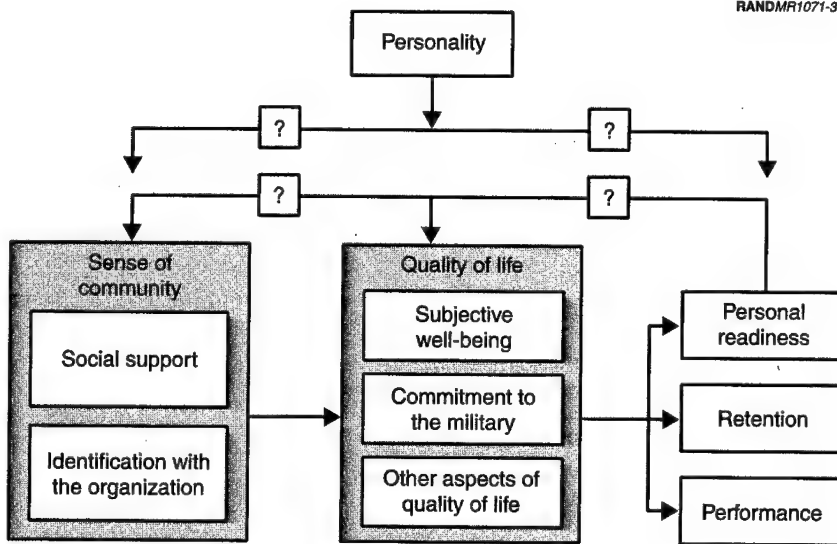 RANDMR1071-3
Personality
?
?
?
?
Sense of
community
Social support
Identification with
the organization
Quality of life
Subjective
well-being
Commitment to
the military
Other aspects of
quality of life
Personal
readiness
Retention
Performance